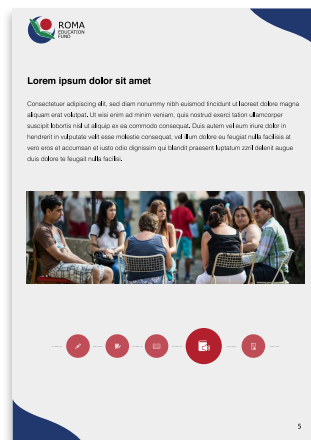 ROMA
EDUCATION
FUND
Lorem ipsum dolor sit amet
Consectetuer adipiscing elit, sed diam nonummy nibh euismod tincidunt ut laoreet dolore magna
aliquam erat volutpat. Ut wisi enim ad minim veniam, quis nostrud exerci tation ullamcorper
suscipit lobortis nisl ut aliquip ex ea commodo consequat. Duis autem vel eum iriure dolor in
hendrerit in vulputate velit esse molestie consequat, vel illum dolore eu feugiat nulla facilisis at
vero eros et accumsan et iusto odio dignissim qui blandit praesent luptatum zzril delenit augue
duis dolore te feugait nulla facilisi.
5